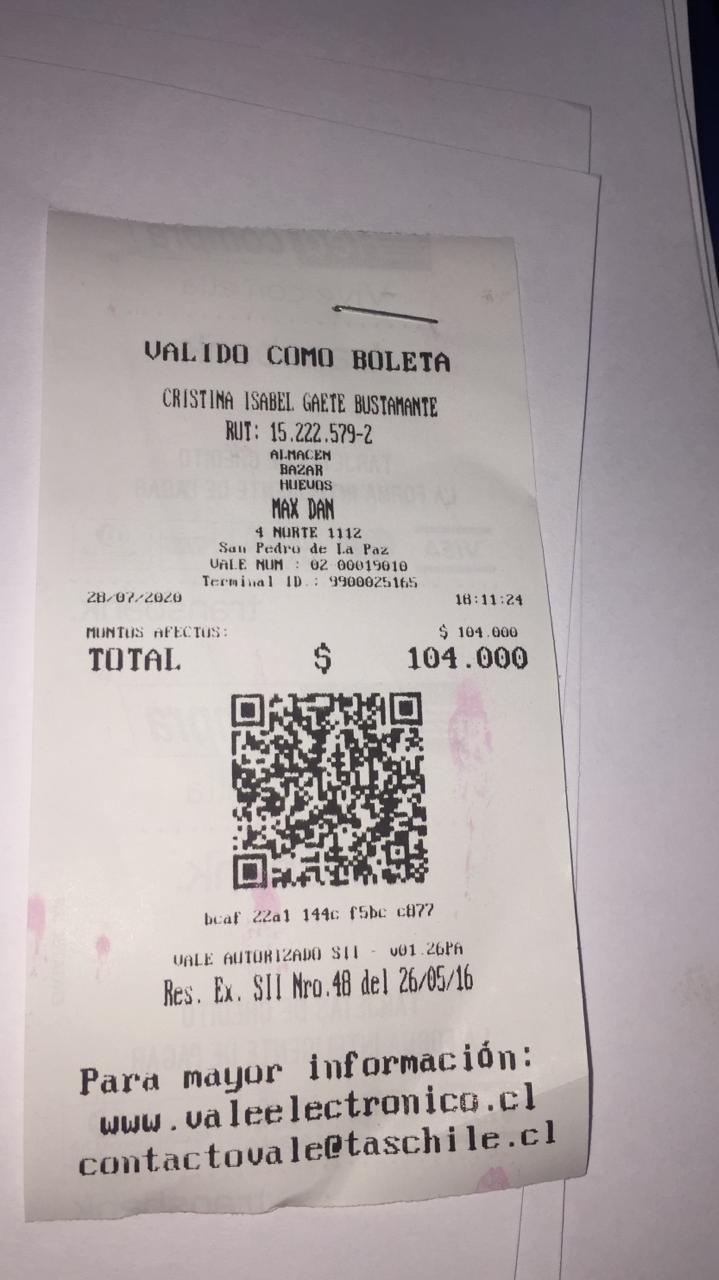 VALIDO COMO BOLETA
CRISTINA ISABEL GAETE BUSTAMANTE
RUT: 15.222.579-2
ALMACEN
BAZAR
HUEVOS
MAX DAN
4 NORTE 1112
San Pedro de La Paz
VALE NUM : 02 00019010
Terminal ID.: 9900025165
28/07/2020 18:11:24
MONTOS AFECTOS: $ 104.000
TOTAL $ 104.000
bcaf 22a1 144c f5bc c877
VALE AUTORIZADO SII - v01.26PA
Res. Ex. SII Nro.48 del 26/05/16
Para mayor información:
www.valeelectronico.cl
contactovale@taschile.cl